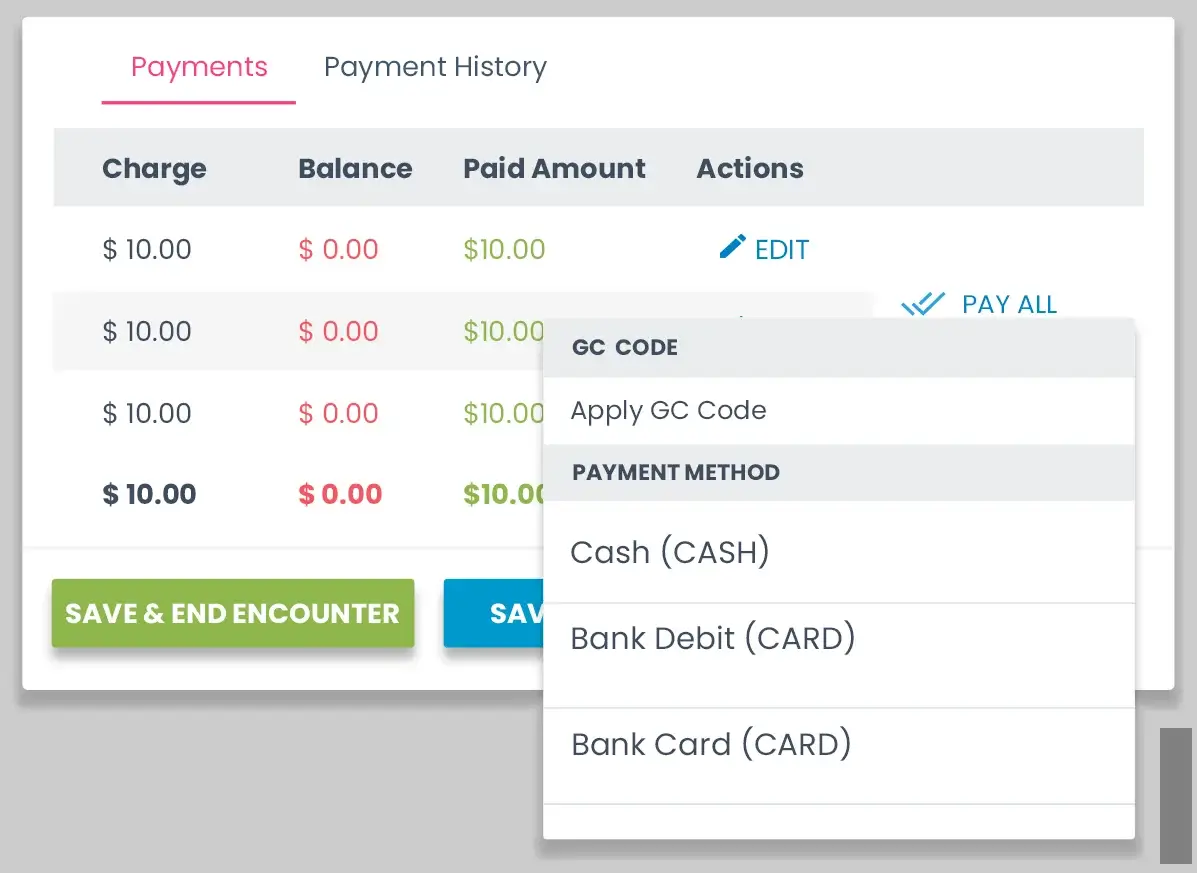 Payments Payment History
Charge Balance Paid Amount Actions
$ 10.00 $ 0.00 $10.00 EDIT
PAY ALL
$ 10.00 $ 0.00 $10.00
GC CODE
Apply GC Code
$ 10.00 $ 0.00 $10.00
PAYMENT METHOD
$ 10.00 $ 0.00 $10.00
Cash (CASH)
SAVE & END ENCOUNTER SAV
Bank Debit (CARD)
Bank Card (CARD)